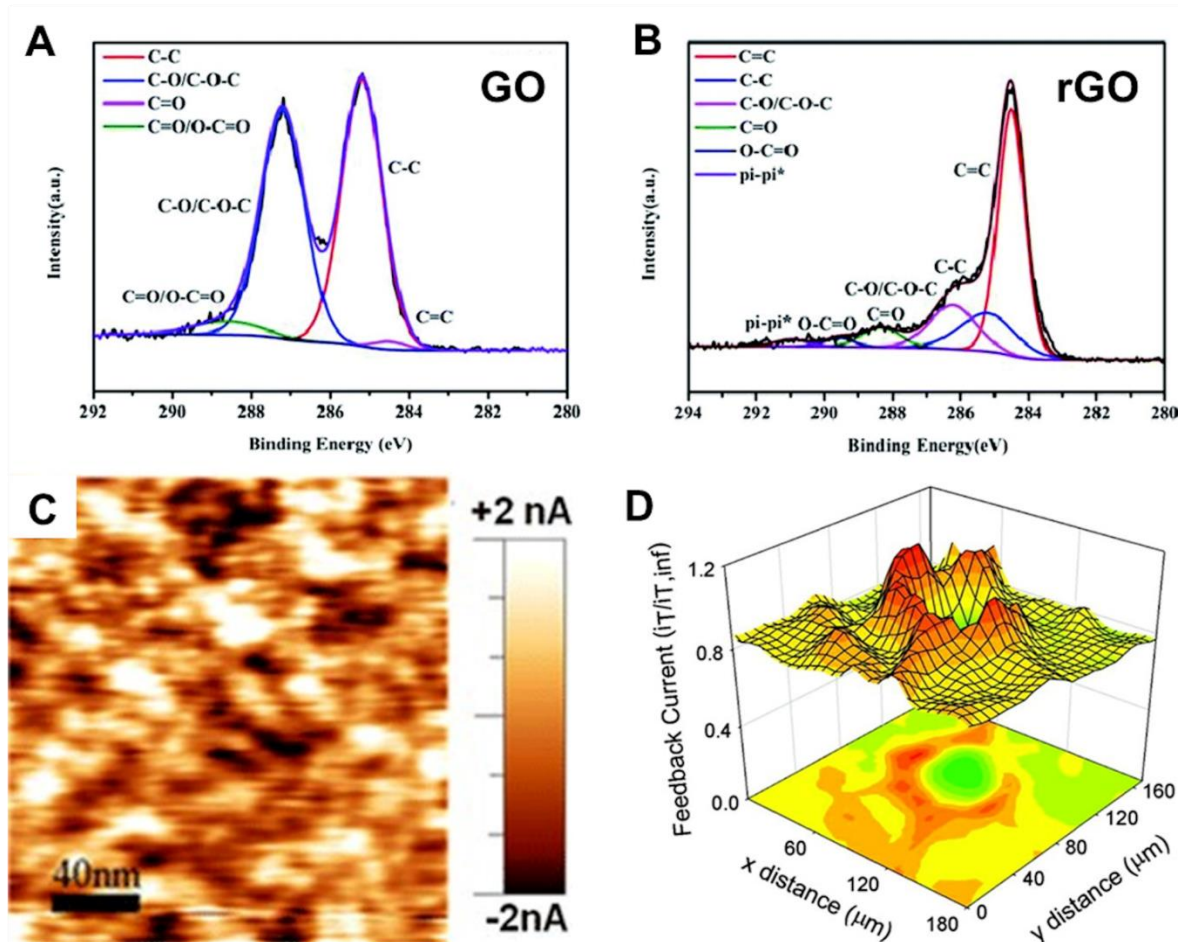 A
GO
C-C
C-O/C-O-C
C=O
C=O/O-C=O
C-C
C-O/C-O-C
C=O/O-C=O
C=C
Intensity(a.u.)
292 290 288 286 284 282 280
Binding Energy (eV)
B
rGO
C=C
C-C
C-O/C-O-C
C=O
O-C=O
pi-pi*
C=C
C-C
C-O/C-O-C
C=O
O-C=O
pi-pi*
Intensity(a.u.)
294 292 290 288 286 284 282 280
Binding Energy(eV)
C
+2 nA
-2nA
40nm
D
Feedback Current (iT/iT,inf)
1.2
0.8
0.4
0.0
60
120
180
x distance (μm)
0
40
80
120
160
y distance (μm)